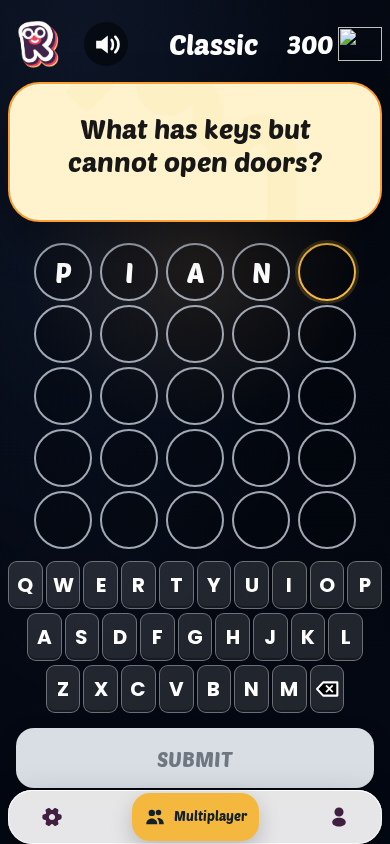 R
Classic
300
What has keys but
cannot open doors?
P I A N
Q W E R T Y U I O P
A S D F G H J K L
Z X C V B N M
SUBMIT
Multiplayer